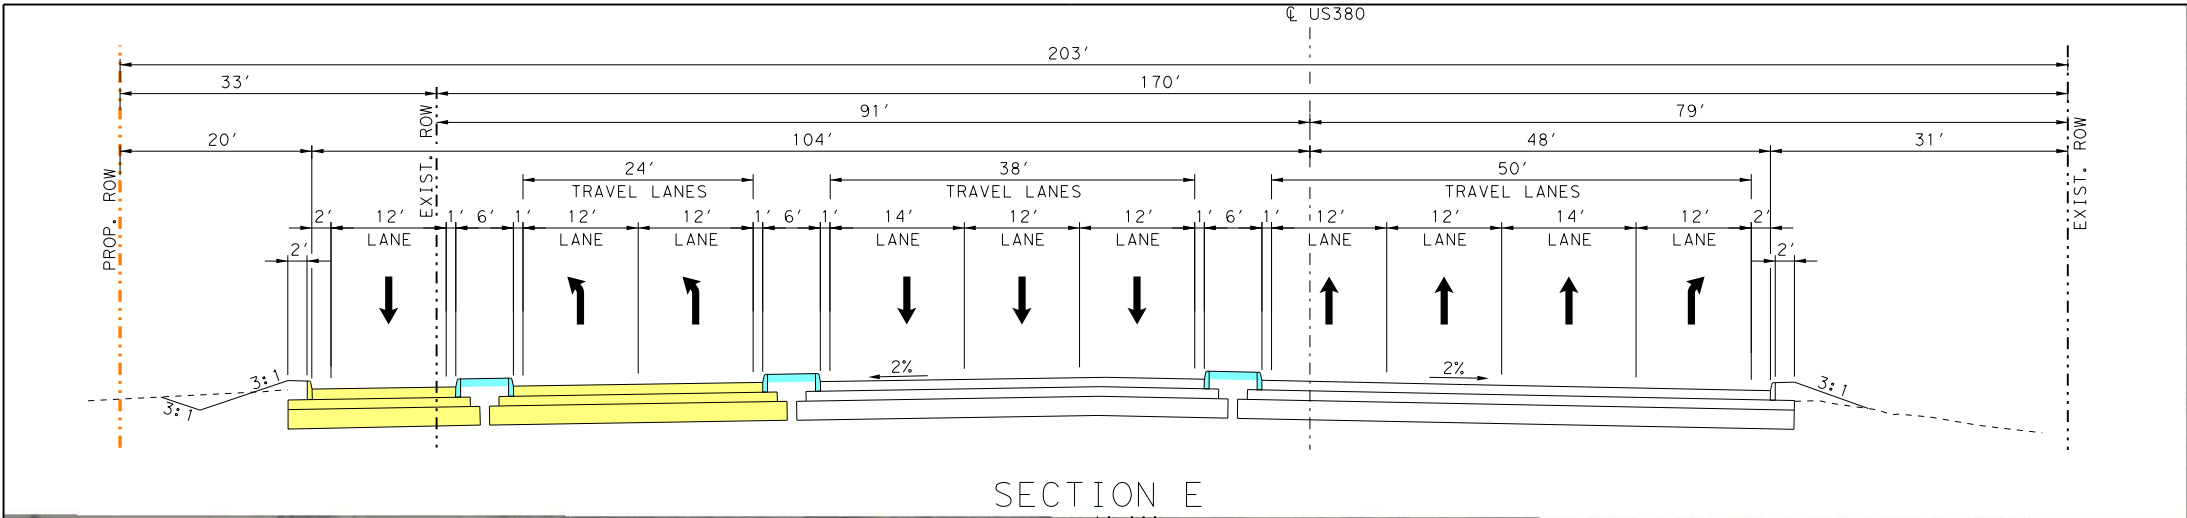 ℄ US380
203′
33′ 170′
91′ 79′
20′ 104′ 48′ 31′
24′ 38′ 50′
TRAVEL LANES TRAVEL LANES TRAVEL LANES
2′ 12′ 1′ 6′ 1′ 12′ 12′ 1′ 6′ 1′ 14′ 12′ 12′ 1′ 6′ 1′ 12′ 12′ 14′ 12′ 2′
LANE LANE LANE LANE LANE LANE LANE LANE LANE LANE
2′ 2′
PROP. ROW
EXIST. ROW
EXIST. ROW
2% 2%
3:1 3:1
3:1
SECTION E